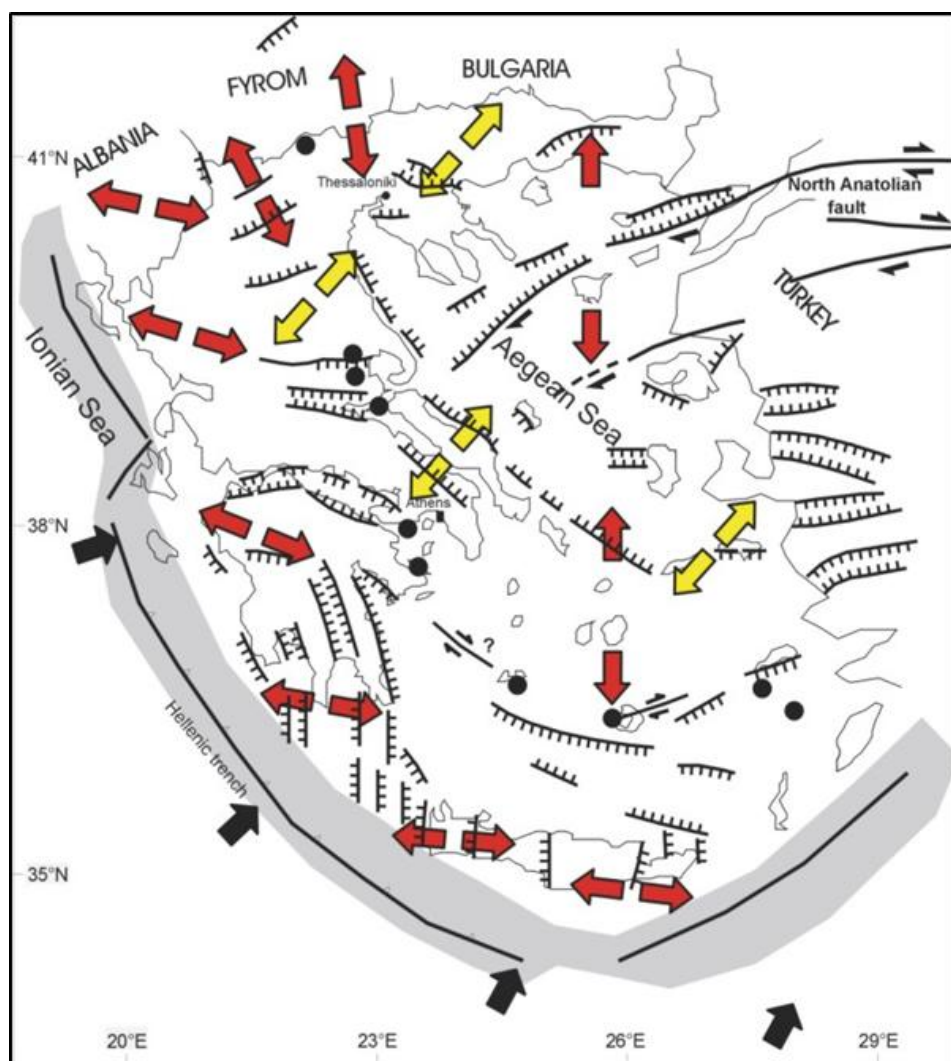 FYROM
BULGARIA
ALBANIA
41°N
Thessaloniki
North Anatolian
fault
TURKEY
Ionian Sea
Aegean Sea
Athens
38°N
?
Hellenic trench
35°N
20°E
23°E
26°E
29°E